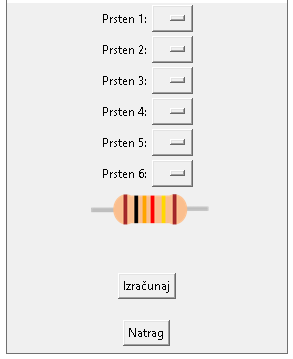 Prsten 1:
Prsten 2:
Prsten 3:
Prsten 4:
Prsten 5:
Prsten 6:
Izračunaj
Natrag